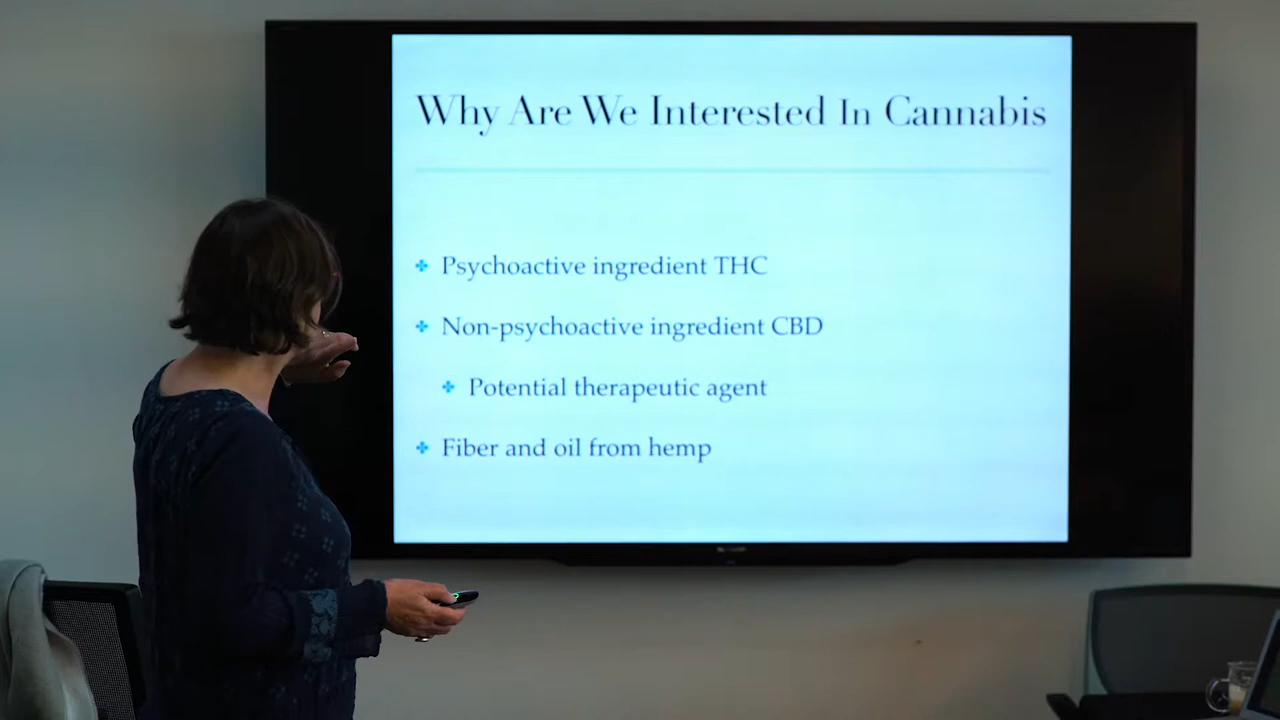 Why Are We Interested In Cannabis
Psychoactive ingredient THC
Non-psychoactive ingredient CBD
Potential therapeutic agent
Fiber and oil from hemp